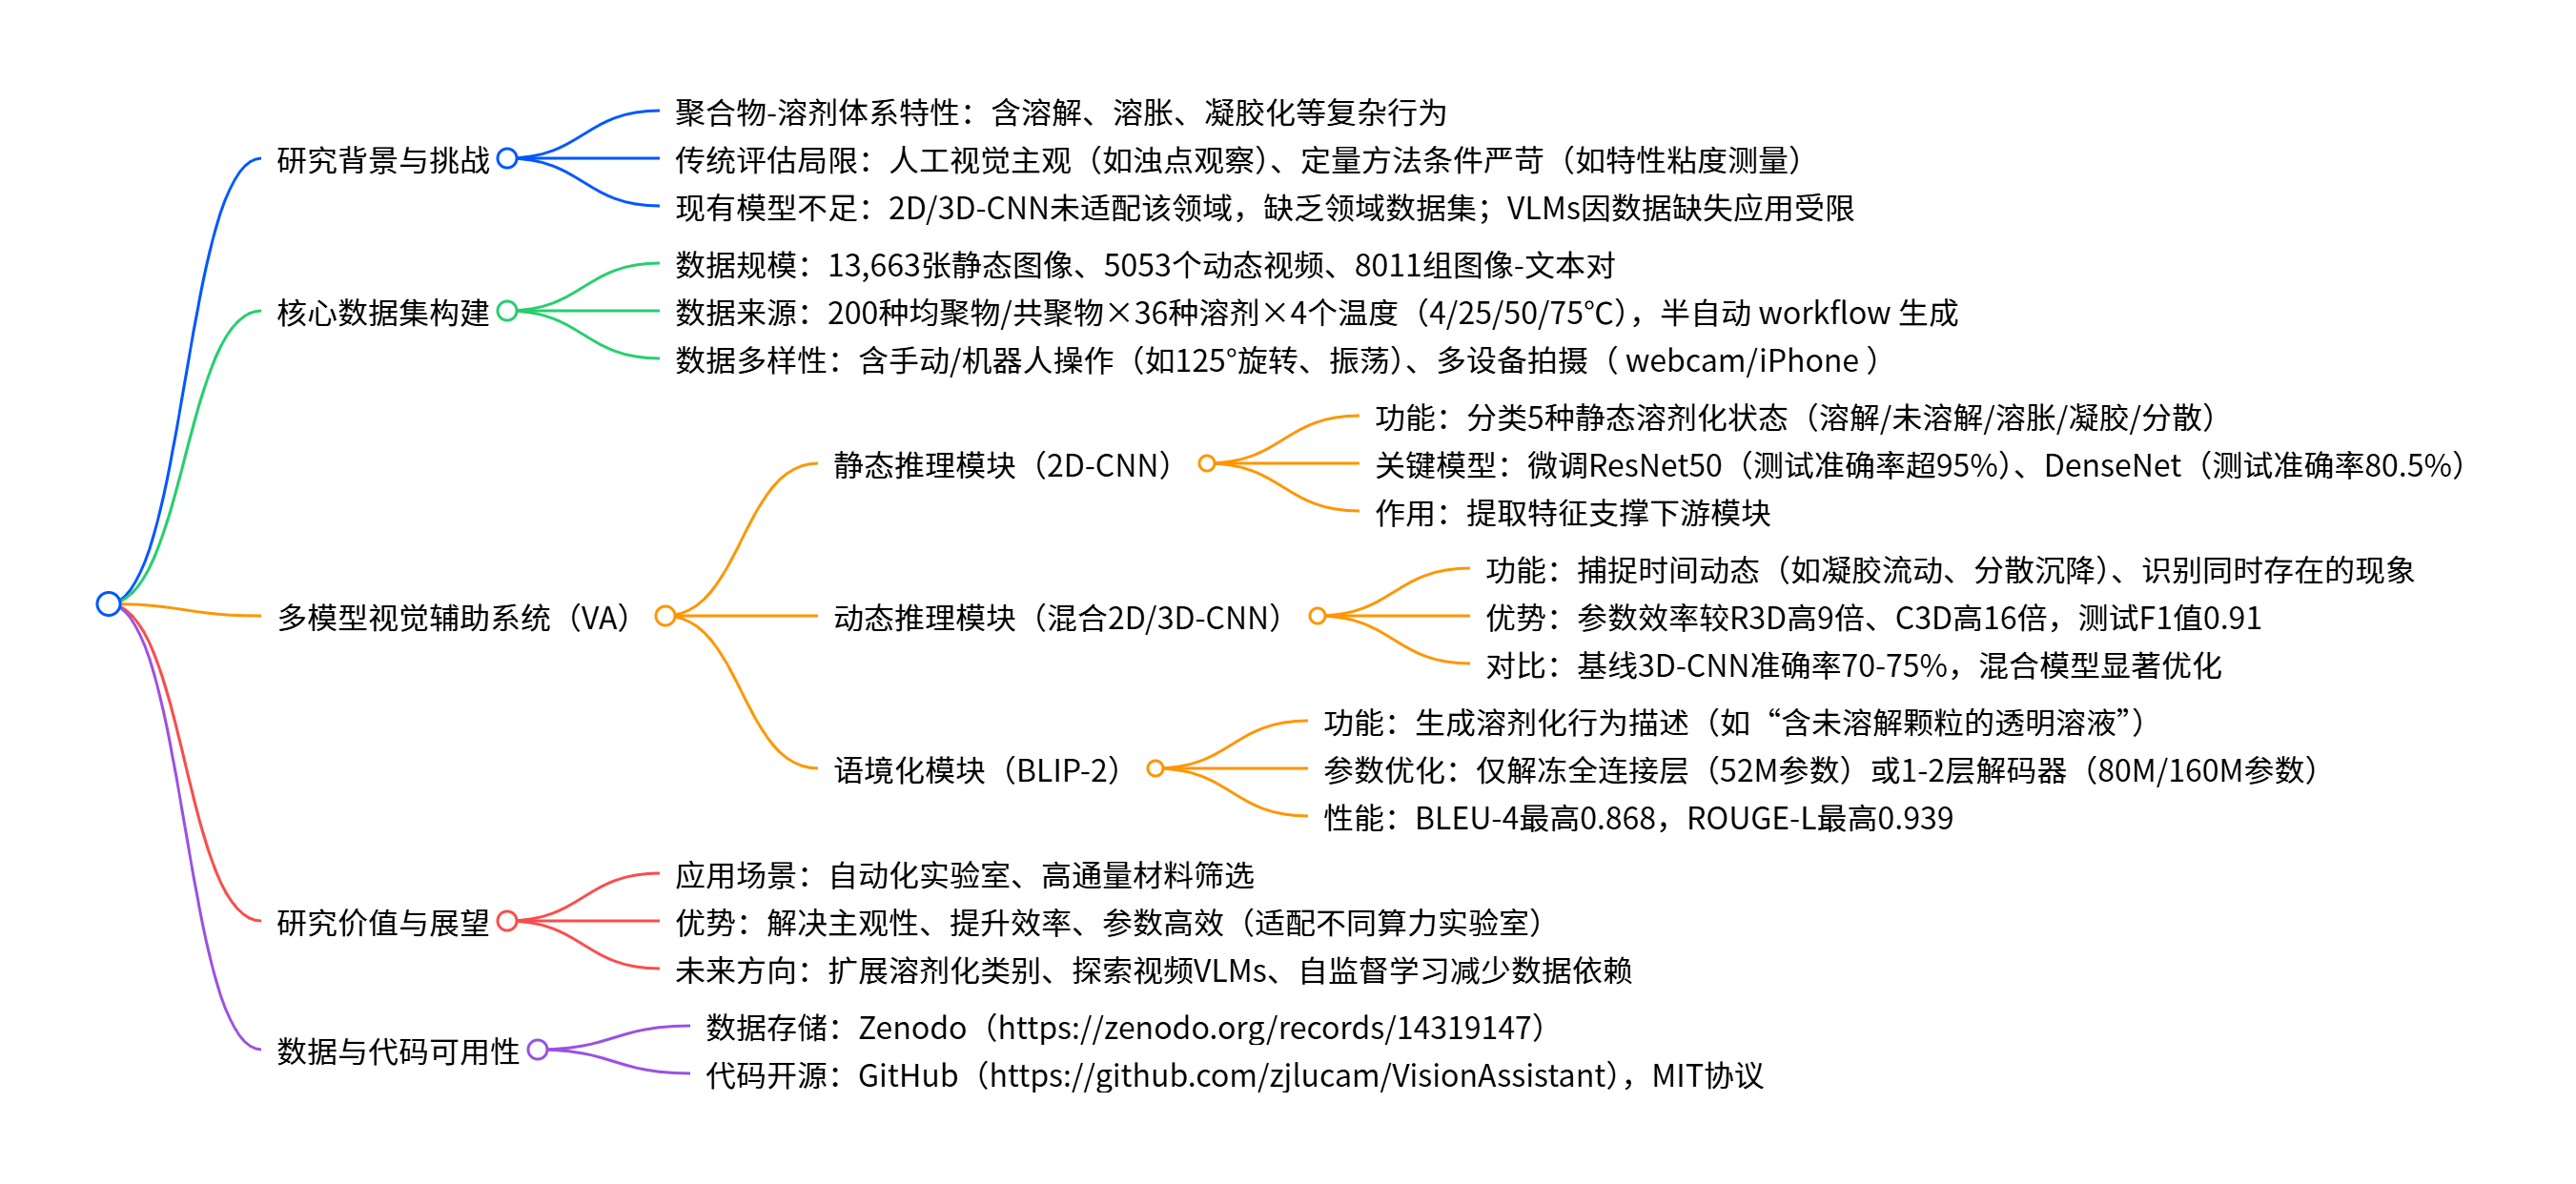 研究背景与挑战
聚合物-溶剂体系特性：含溶解、溶胀、凝胶化等复杂行为
传统评估局限：人工视觉主观（如浊点观察）、定量方法条件严苛（如特性粘度测量）
现有模型不足：2D/3D-CNN未适配该领域，缺乏领域数据集；VLMs因数据缺失应用受限
核心数据集构建
数据规模：13,663张静态图像、5053个动态视频、8011组图像-文本对
数据来源：200种均聚物/共聚物×36种溶剂×4个温度（4/25/50/75℃），半自动 workflow 生成
数据多样性：含手动/机器人操作（如125°旋转、振荡）、多设备拍摄（ webcam/iPhone ）
多模型视觉辅助系统（VA）
静态推理模块（2D-CNN）
功能：分类5种静态溶剂化状态（溶解/未溶解/溶胀/凝胶/分散）
关键模型：微调ResNet50（测试准确率超95%）、DenseNet（测试准确率80.5%）
作用：提取特征支撑下游模块
动态推理模块（混合2D/3D-CNN）
功能：捕捉时间动态（如凝胶流动、分散沉降）、识别同时存在的现象
优势：参数效率较R3D高9倍、C3D高16倍，测试F1值0.91
对比：基线3D-CNN准确率70-75%，混合模型显著优化
语境化模块（BLIP-2）
功能：生成溶剂化行为描述（如“含未溶解颗粒的透明溶液”）
参数优化：仅解冻全连接层（52M参数）或1-2层解码器（80M/160M参数）
性能：BLEU-4最高0.868，ROUGE-L最高0.939
研究价值与展望
应用场景：自动化实验室、高通量材料筛选
优势：解决主观性、提升效率、参数高效（适配不同算力实验室）
未来方向：扩展溶剂化类别、探索视频VLMs、自监督学习减少数据依赖
数据与代码可用性
数据存储：Zenodo（https://zenodo.org/records/14319147）
代码开源：GitHub（https://github.com/zjlucam/VisionAssistant），MIT协议